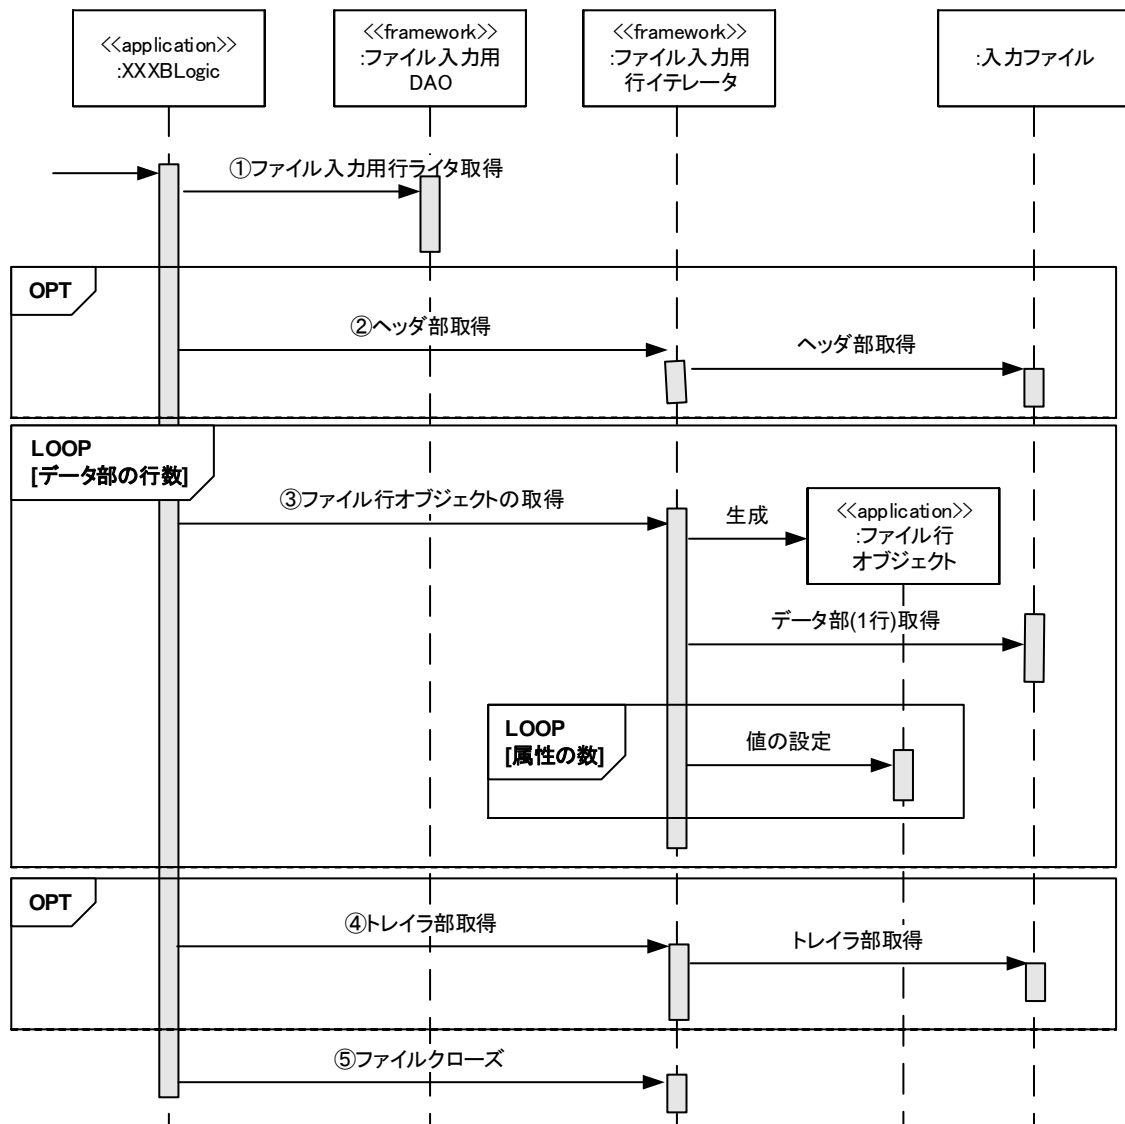 <<application>>
:XXXBLogic
<<framework>>
:ファイル入力用
DAO
<<framework>>
:ファイル入力用
行イテレータ
:入力ファイル
①ファイル入力用行ライタ取得
OPT
②ヘッダ部取得
ヘッダ部取得
LOOP
[データ部の行数]
③ファイル行オブジェクトの取得
生成
<<application>>
:ファイル行
オブジェクト
データ部(1行)取得
LOOP
[属性の数]
値の設定
OPT
④トレイラ部取得
トレイラ部取得
⑤ファイルクローズ